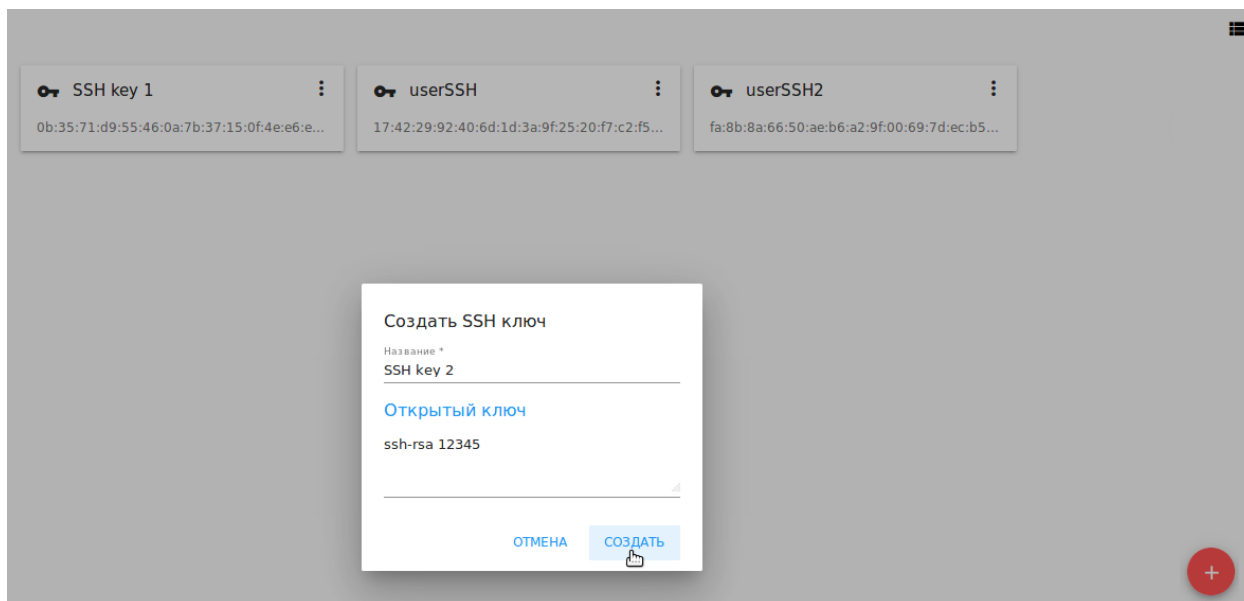 SSH key 1
0b:35:71:d9:55:46:0a:7b:37:15:0f:4e:e6:e...
userSSH
17:42:29:92:40:6d:1d:3a:9f:25:20:f7:c2:f5...
userSSH2
fa:8b:8a:66:50:ae:b6:a2:9f:00:69:7d:ec:b5...
Создать SSH ключ
Название *
SSH key 2
Открытый ключ
ssh-rsa 12345
ОТМЕНА СОЗДАТЬ